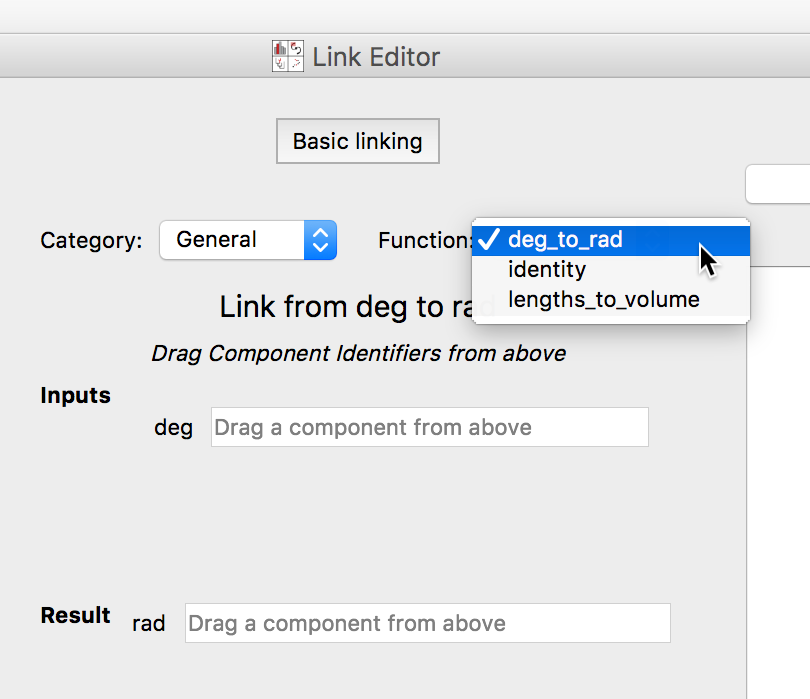 Link Editor
Basic linking
Category: General Function: deg_to_rad
identity
lengths_to_volume
Link from deg to rad
Drag Component Identifiers from above
Inputs
deg Drag a component from above
Result rad Drag a component from above